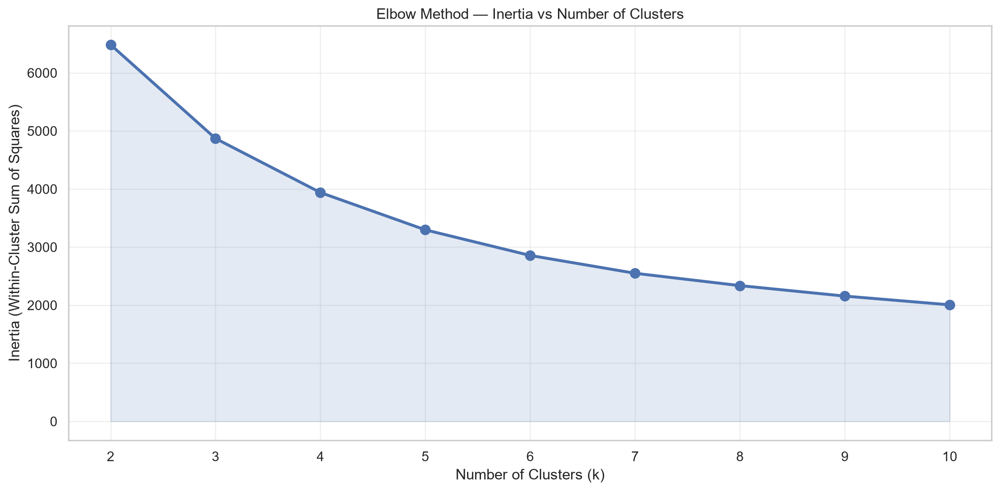 Elbow Method — Inertia vs Number of Clusters
Inertia (Within-Cluster Sum of Squares)
6000
5000
4000
3000
2000
1000
0
2 3 4 5 6 7 8 9 10
Number of Clusters (k)